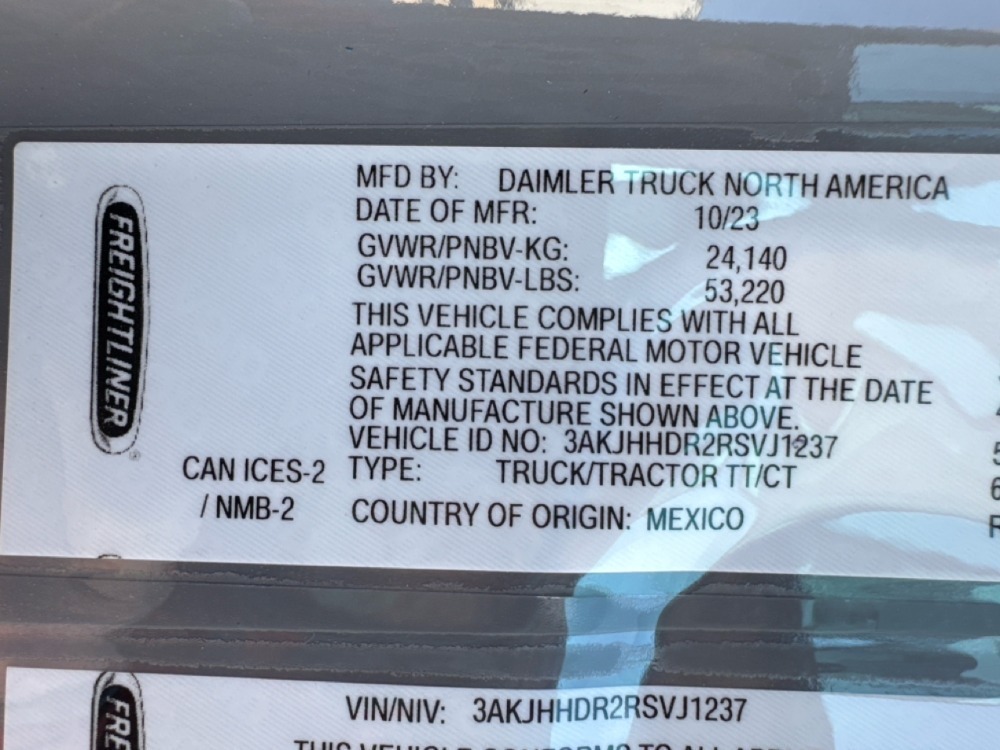 FREIGHTLINER
MFD BY: DAIMLER TRUCK NORTH AMERICA
DATE OF MFR: 10/23
GVWR/PNBV-KG: 24,140
GVWR/PNBV-LBS: 53,220
THIS VEHICLE COMPLIES WITH ALL
APPLICABLE FEDERAL MOTOR VEHICLE
SAFETY STANDARDS IN EFFECT AT THE DATE
OF MANUFACTURE SHOWN ABOVE.
VEHICLE ID NO: 3AKJHHDR2RSVJ1237
CAN ICES-2 TYPE: TRUCK/TRACTOR TT/CT
/ NMB-2 COUNTRY OF ORIGIN: MEXICO
VIN/NIV: 3AKJHHDR2RSVJ1237